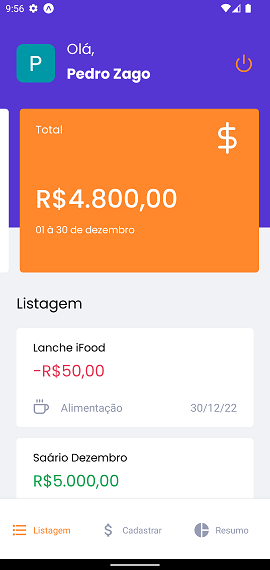 9:56
P
Olá,
Pedro Zago
Total
$
R$4.800,00
01 à 30 de dezembro
Listagem
Lanche iFood
-R$50,00
Alimentação 30/12/22
Saário Dezembro
R$5.000,00
Listagem $ Cadastrar Resumo